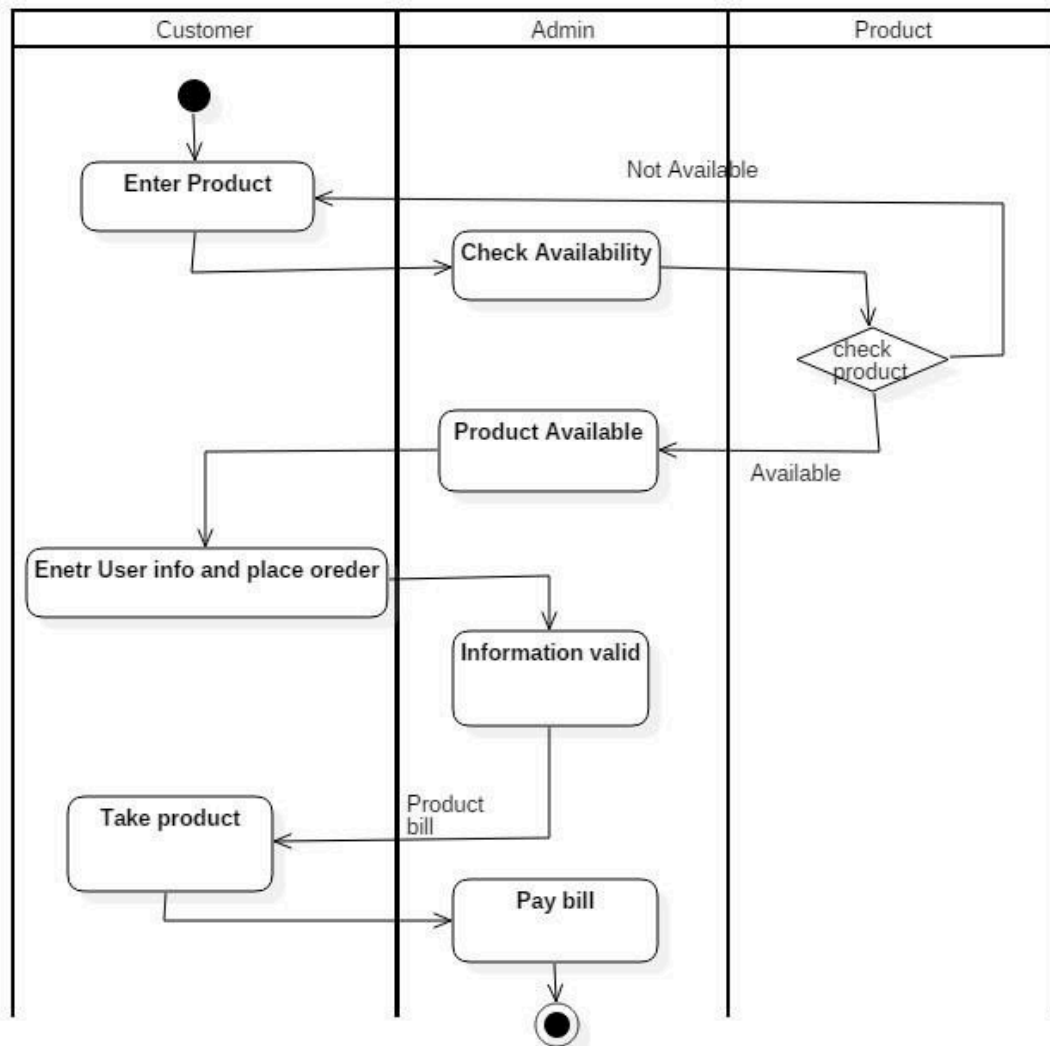 Customer
Admin
Product
Not Available
Enter Product
Check Availability
check
product
Product Available
Available
Enetr User info and place oreder
Information valid
Product
bill
Take product
Pay bill